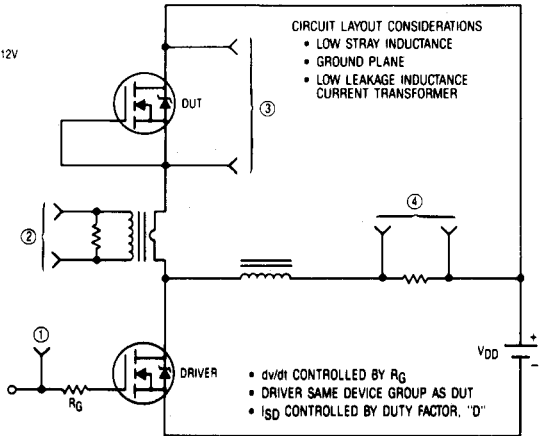 CIRCUIT LAYOUT CONSIDERATIONS
• LOW STRAY INDUCTANCE
• GROUND PLANE
• LOW LEAKAGE INDUCTANCE
CURRENT TRANSFORMER
12V
DUT
③
②
④
①
RG
DRIVER
VDD
+
−
• dv/dt CONTROLLED BY RG
• DRIVER SAME DEVICE GROUP AS DUT
• ISD CONTROLLED BY DUTY FACTOR, "D"